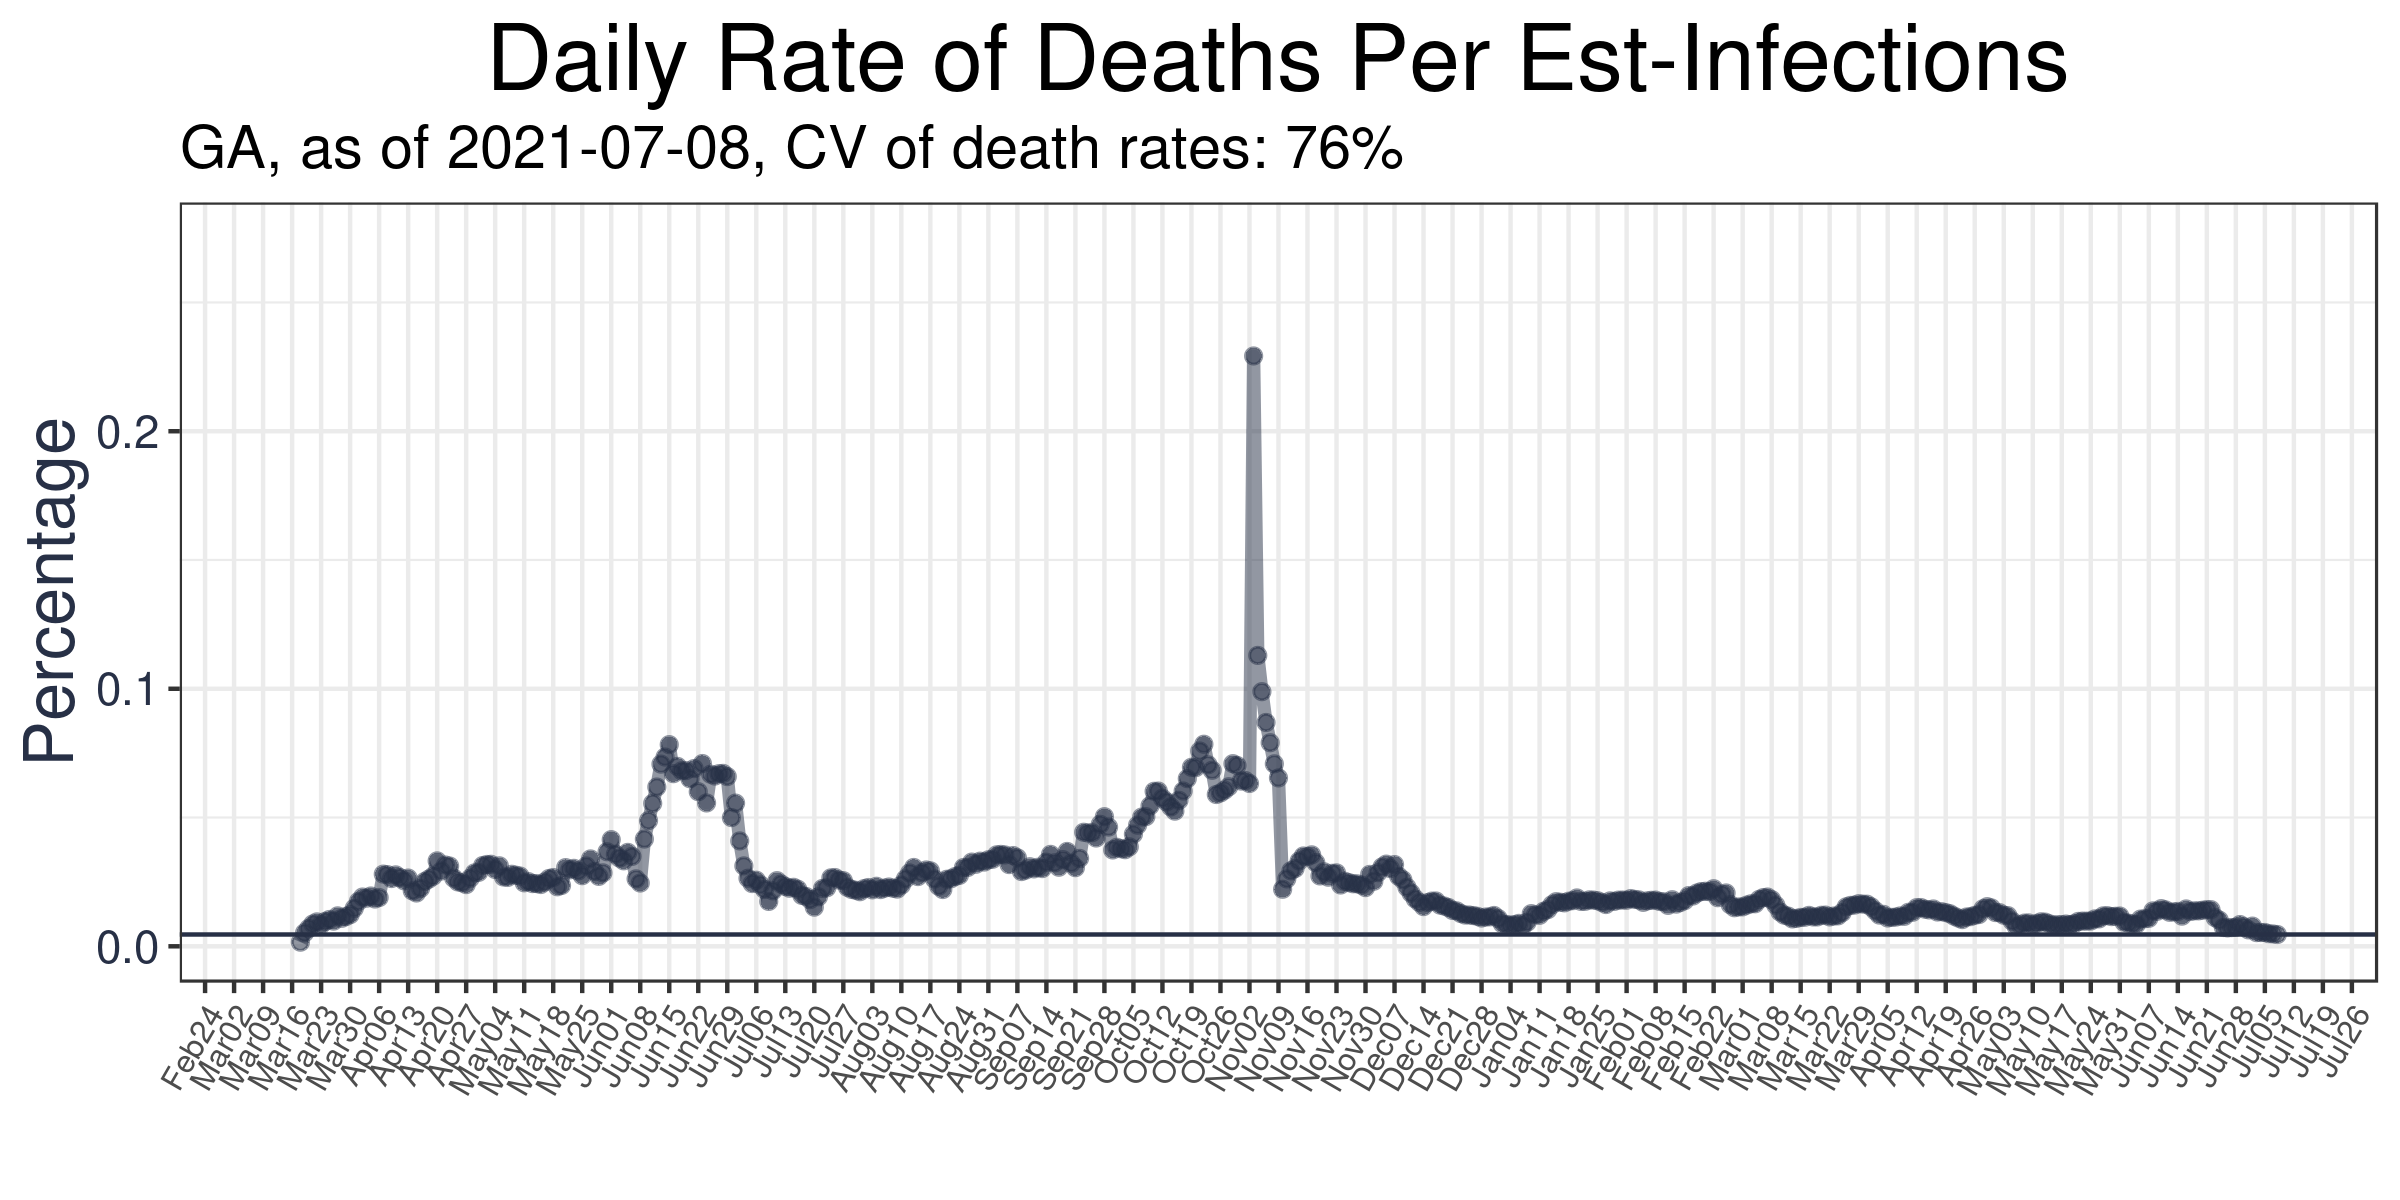 Daily Rate of Deaths Per Est-Infections
GA, as of 2021-07-08, CV of death rates: 76%
Percentage
0.2
0.1
0.0
Feb24
Mar02
Mar09
Mar16
Mar23
Mar30
Apr06
Apr13
Apr20
Apr27
May04
May11
May18
May25
Jun01
Jun08
Jun15
Jun22
Jun29
Jul06
Jul13
Jul20
Jul27
Aug03
Aug10
Aug17
Aug24
Aug31
Sep07
Sep14
Sep21
Sep28
Oct05
Oct12
Oct19
Oct26
Nov02
Nov09
Nov16
Nov23
Nov30
Dec07
Dec14
Dec21
Dec28
Jan04
Jan11
Jan18
Jan25
Feb01
Feb08
Feb15
Feb22
Mar01
Mar08
Mar15
Mar22
Mar29
Apr05
Apr12
Apr19
Apr26
May03
May10
May17
May24
May31
Jun07
Jun14
Jun21
Jun28
Jul05
Jul12
Jul19
Jul26